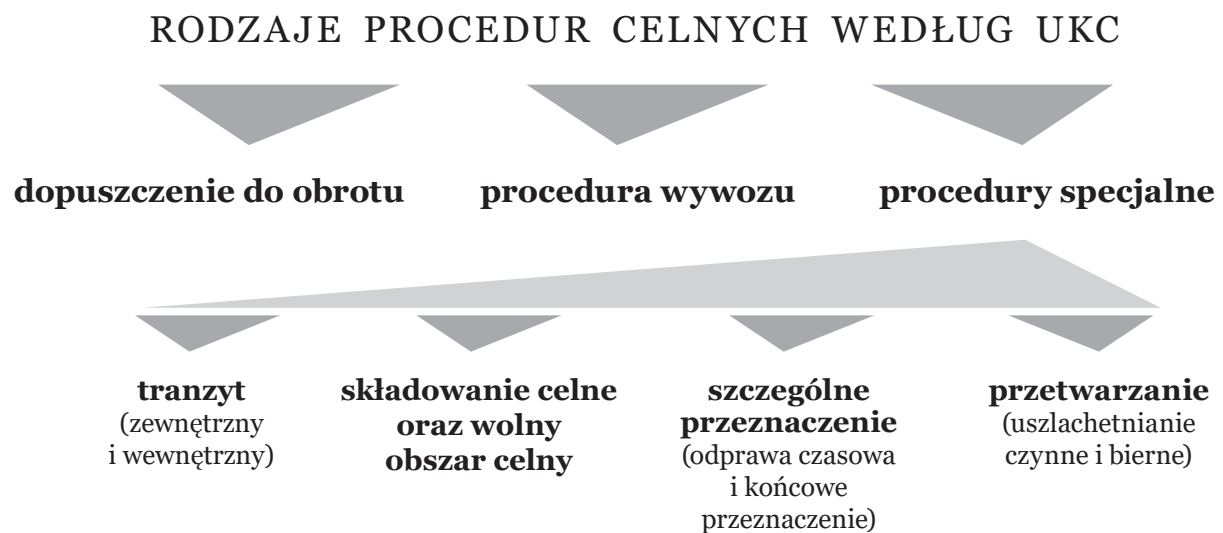 RODZAJE PROCEDUR CELNYCH WEDŁUG UKC
dopuszczenie do obrotu
procedura wywozu
procedury specjalne
tranzyt
(zewnętrzny
i wewnętrzny)
składowanie celne
oraz wolny
obszar celny
szczególne
przeznaczenie
(odprawa czasowa
i końcowe
przeznaczenie)
przetwarzanie
(uszlachetnianie
czynne i bierne)